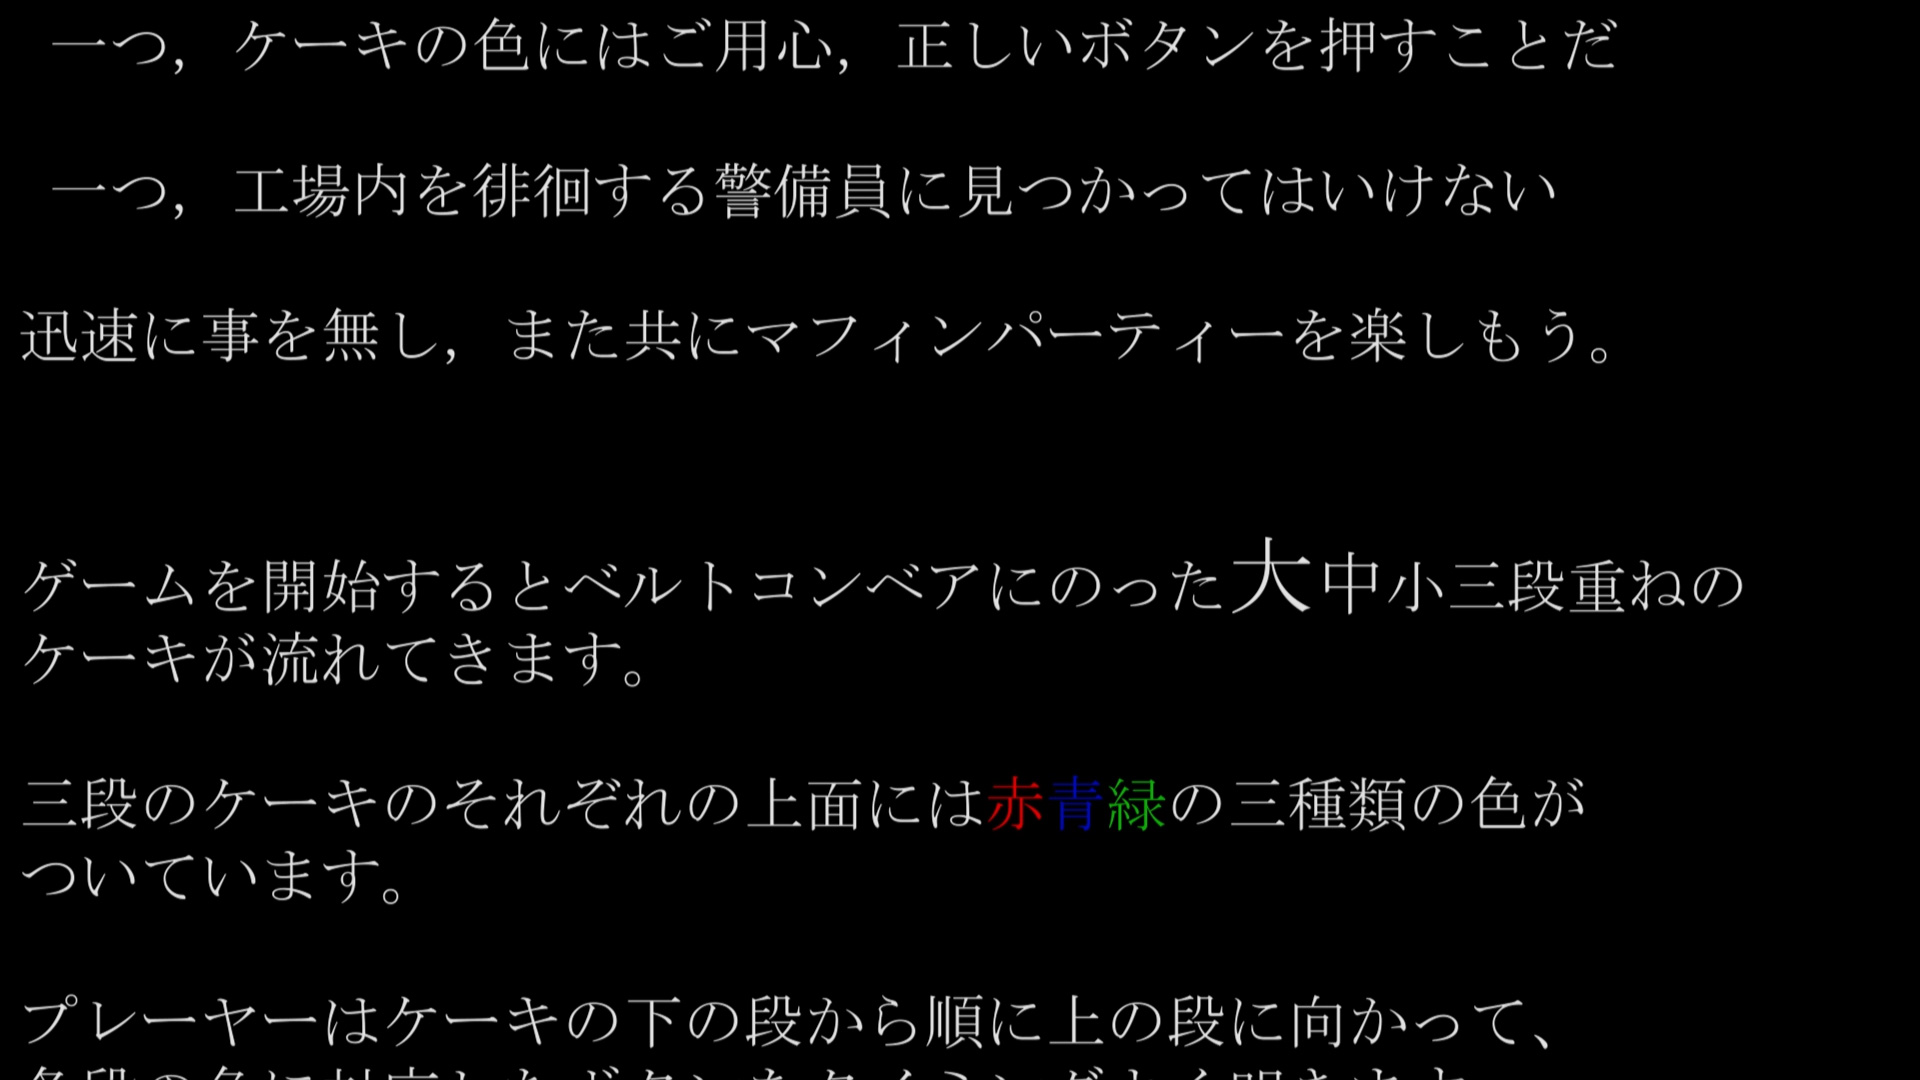 一つ，ケーキの色にはご用心，正しいボタンを押すことだ
一つ，工場内を徘徊する警備員に見つかってはいけない
迅速に事を無し，また共にマフィンパーティーを楽しもう。
ゲームを開始するとベルトコンベアにのった大中小三段重ねの
ケーキが流れてきます。
三段のケーキのそれぞれの上面には赤青緑の三種類の色が
ついています。
プレーヤーはケーキの下の段から順に上の段に向かって、